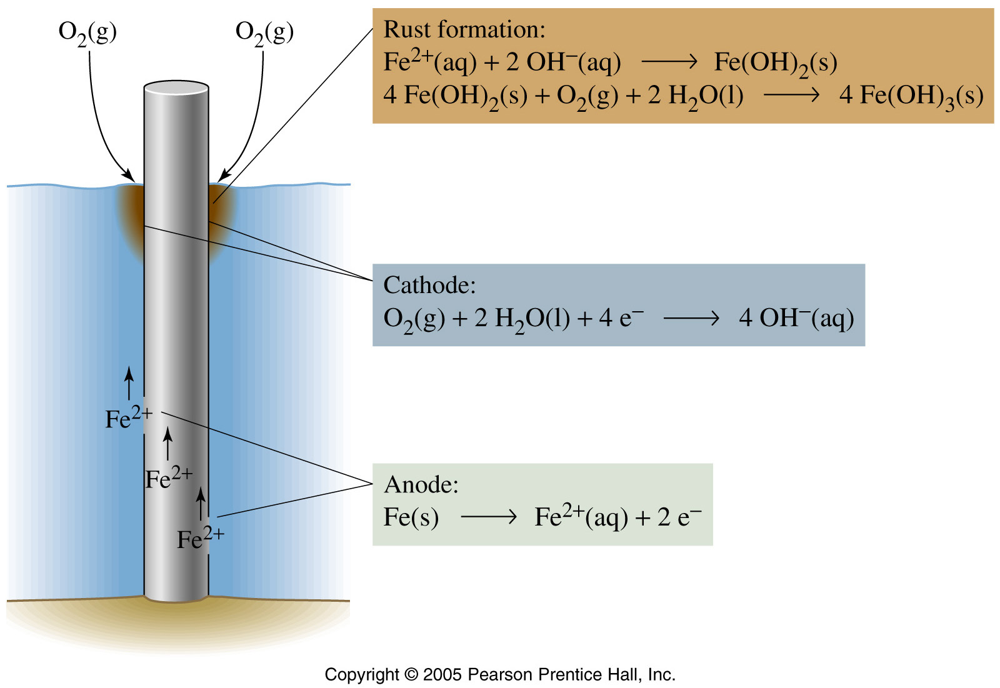 O₂(g) O₂(g)
Rust formation:
Fe²⁺(aq) + 2 OH⁻(aq) ⟶ Fe(OH)₂(s)
4 Fe(OH)₂(s) + O₂(g) + 2 H₂O(l) ⟶ 4 Fe(OH)₃(s)
Cathode:
O₂(g) + 2 H₂O(l) + 4 e⁻ ⟶ 4 OH⁻(aq)
Fe²⁺
Fe²⁺
Fe²⁺
Anode:
Fe(s) ⟶ Fe²⁺(aq) + 2 e⁻
Copyright © 2005 Pearson Prentice Hall, Inc.